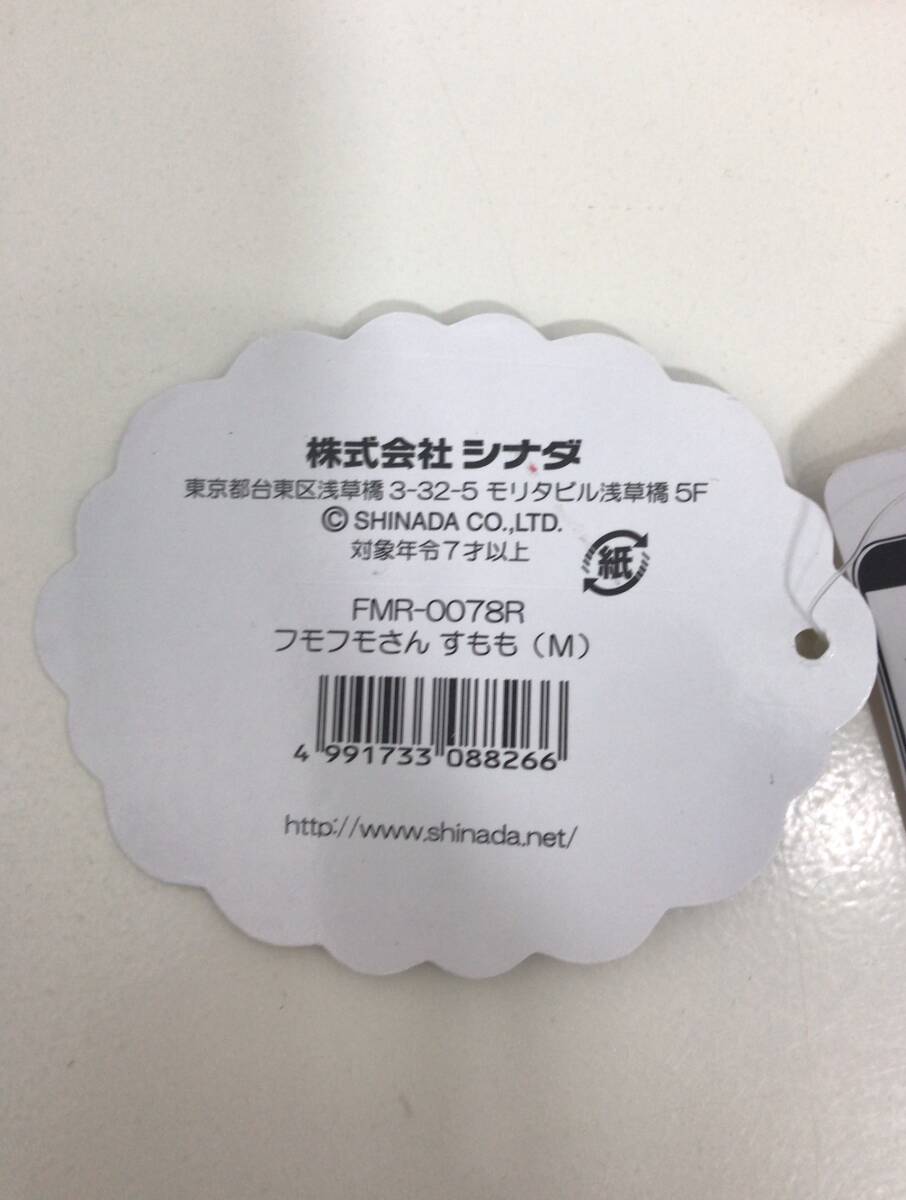 株式会社 シナダ
東京都台東区浅草橋 3-32-5 モリタビル浅草橋 5F
© SHINADA CO.,LTD.
対象年令7才以上
紙
FMR-0078R
フモフモさん すもも（M）
4 991733 088266
http://www.shinada.net/